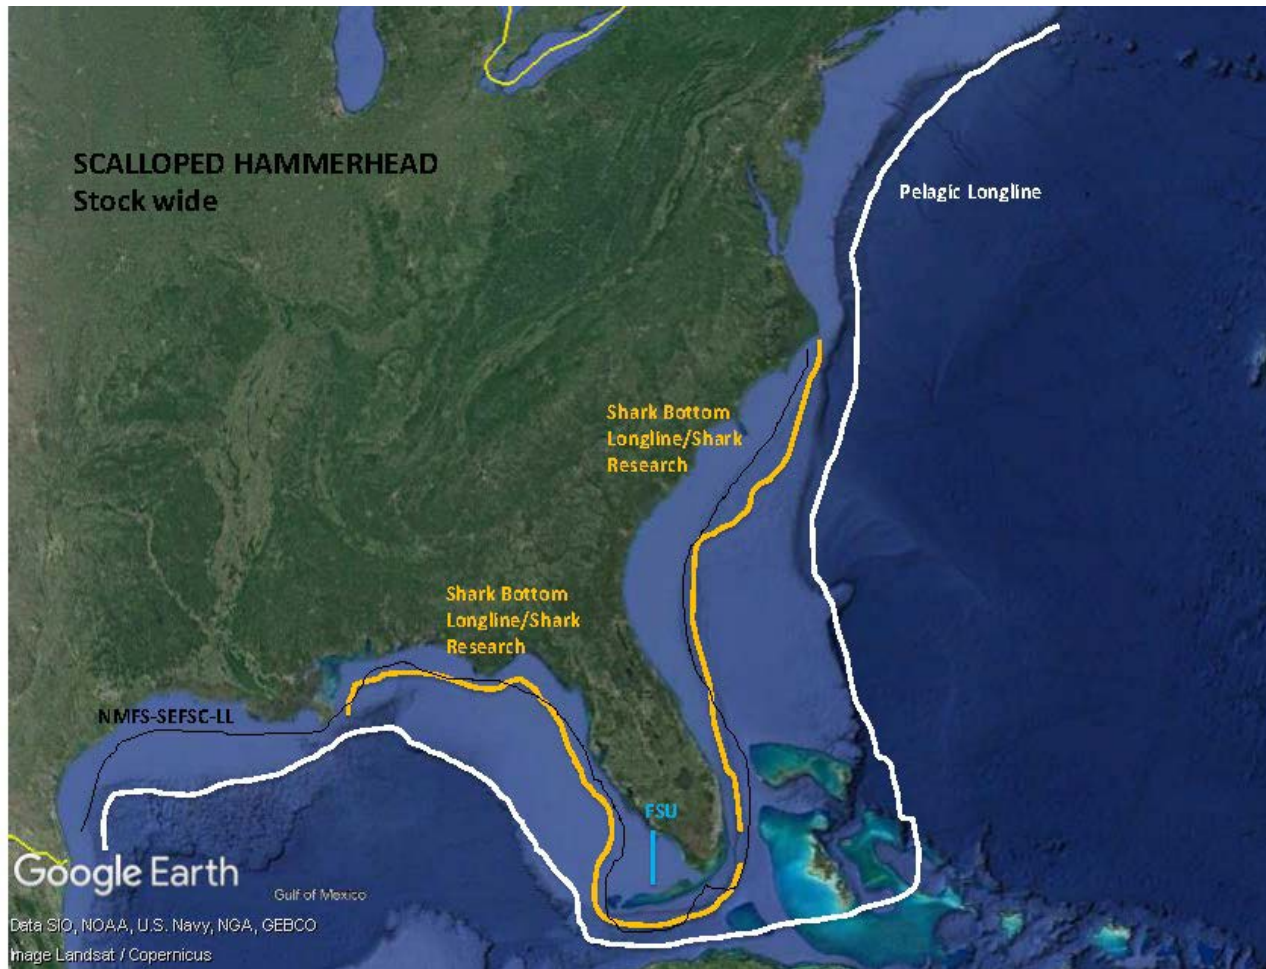 SCALLOPED HAMMERHEAD
Stock wide
Pelagic Longline
Shark Bottom
Longline/Shark
Research
Shark Bottom
Longline/Shark
Research
NMFS-SEFSC-LL
FSU
Google Earth
Gulf of Mexico
Data SIO, NOAA, U.S. Navy, NGA, GEBCO
Image Landsat / Copernicus